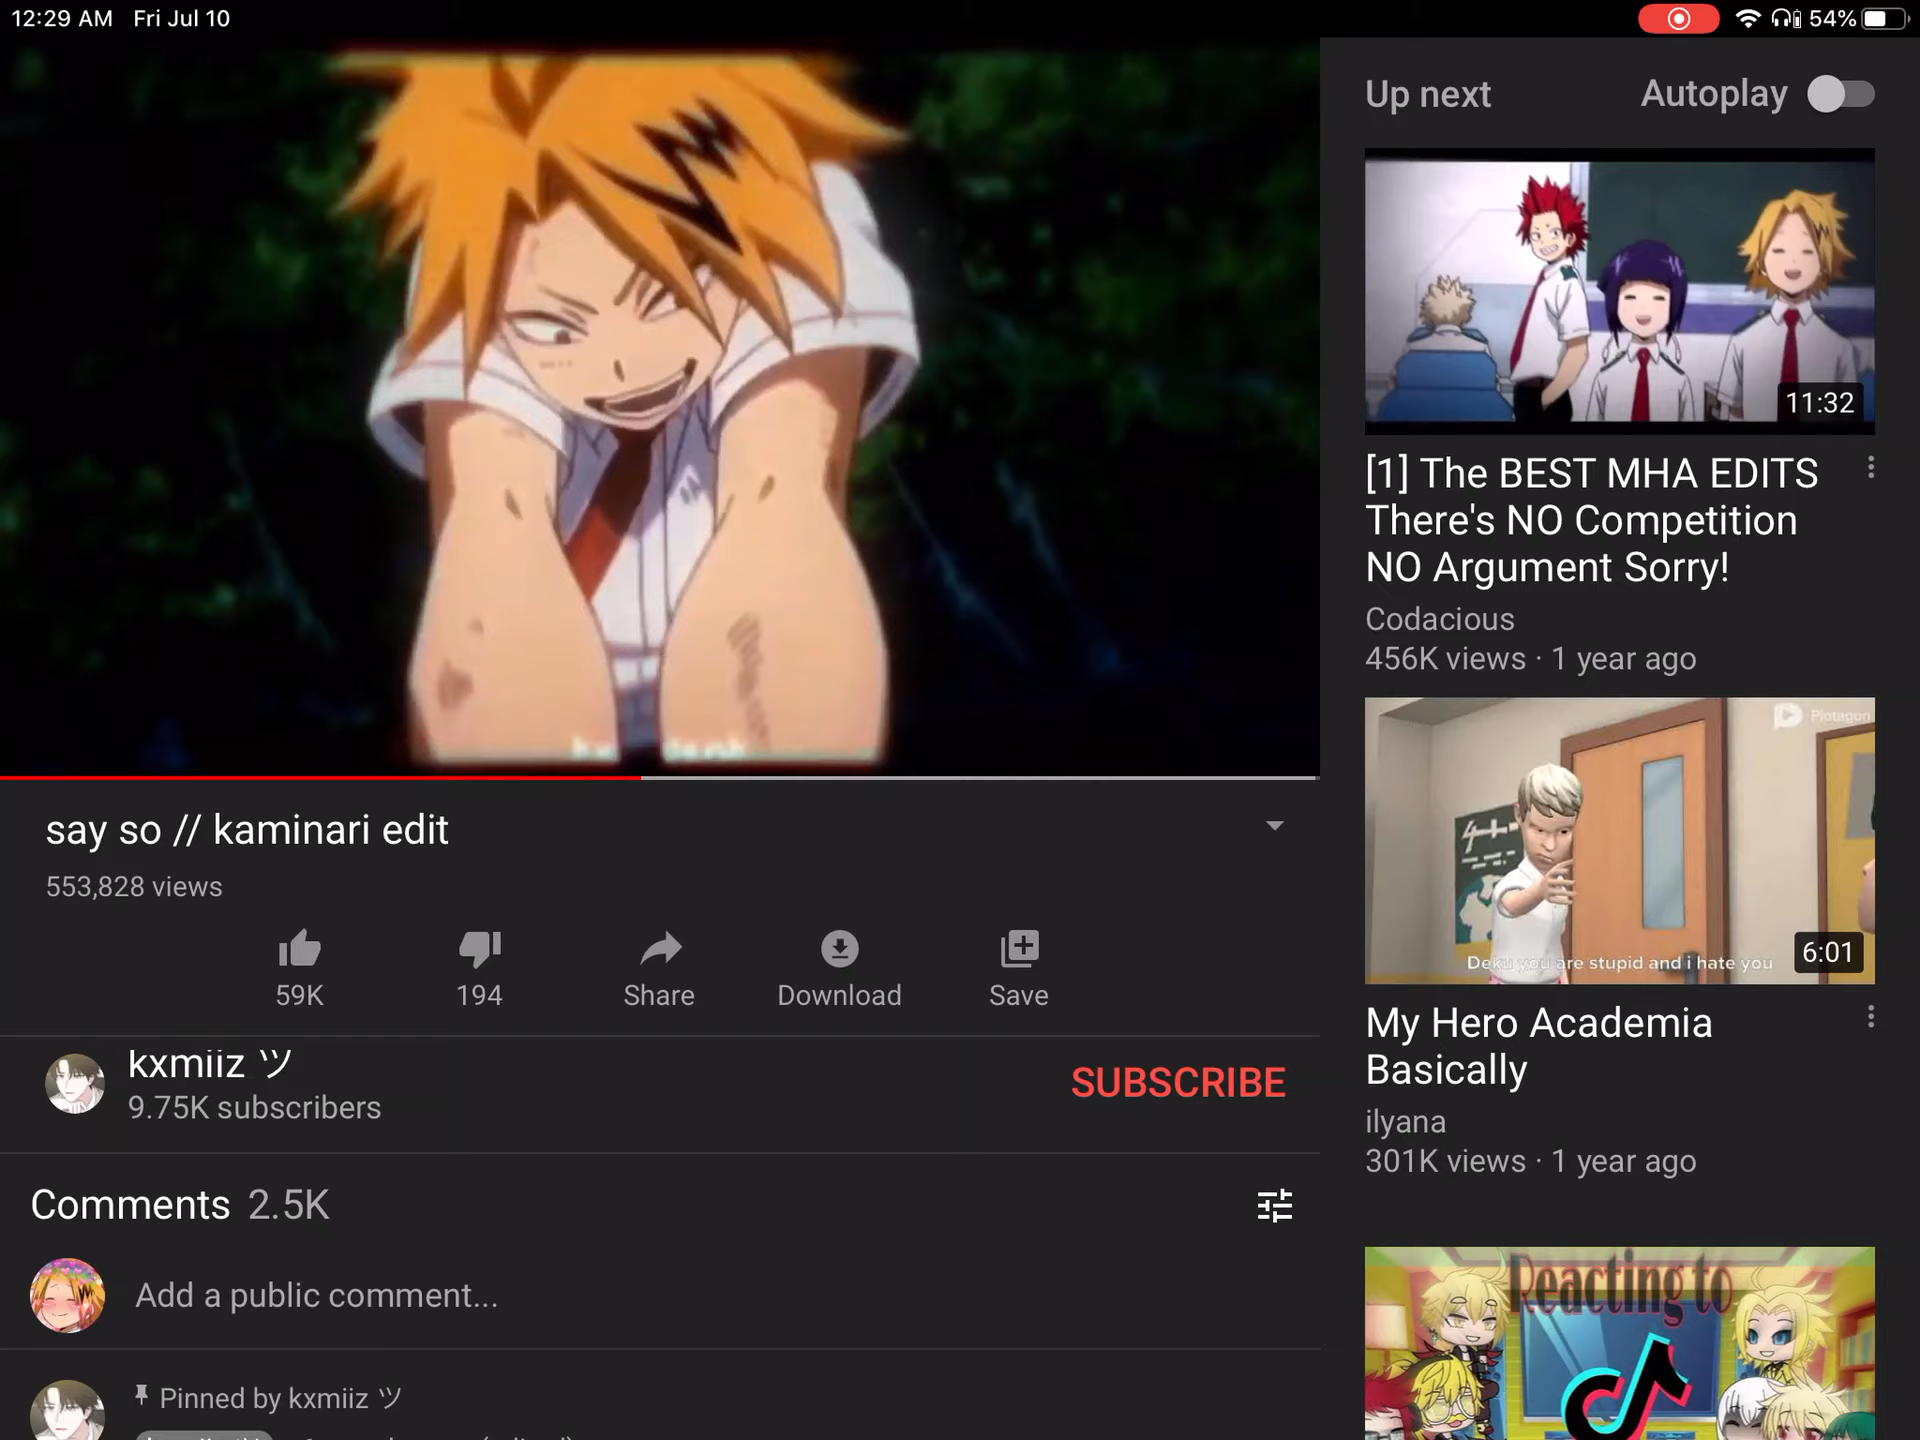 12:29 AM Fri Jul 10
54%
say so // kaminari edit
553,828 views
59K
194
Share
Download
Save
kxmiiz ツ
9.75K subscribers
SUBSCRIBE
Comments 2.5K
Add a public comment...
Pinned by kxmiiz ツ
Up next
Autoplay
11:32
[1] The BEST MHA EDITS
There's NO Competition
NO Argument Sorry!
Codacious
456K views · 1 year ago
Plotagon
Deku you are stupid and i hate you
6:01
My Hero Academia
Basically
ilyana
301K views · 1 year ago
Reacting to